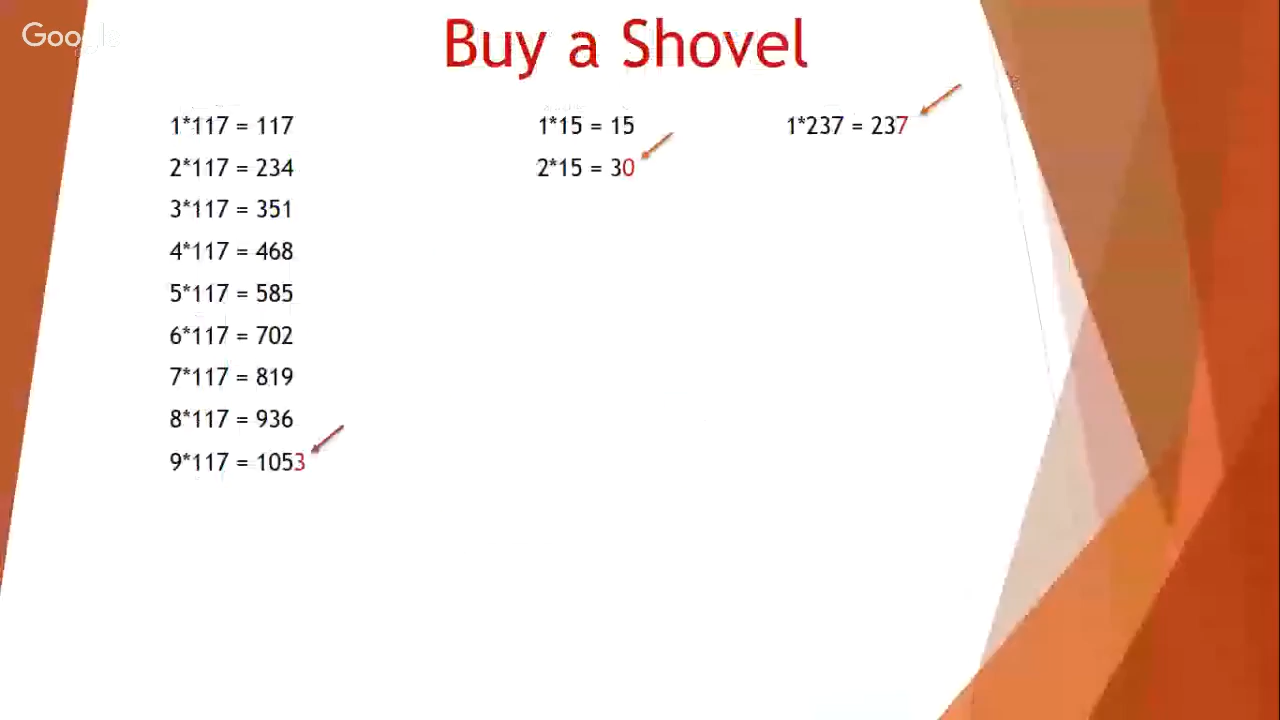 Google
Buy a Shovel
1*117 = 117
2*117 = 234
3*117 = 351
4*117 = 468
5*117 = 585
6*117 = 702
7*117 = 819
8*117 = 936
9*117 = 1053
1*15 = 15
2*15 = 30
1*237 = 237